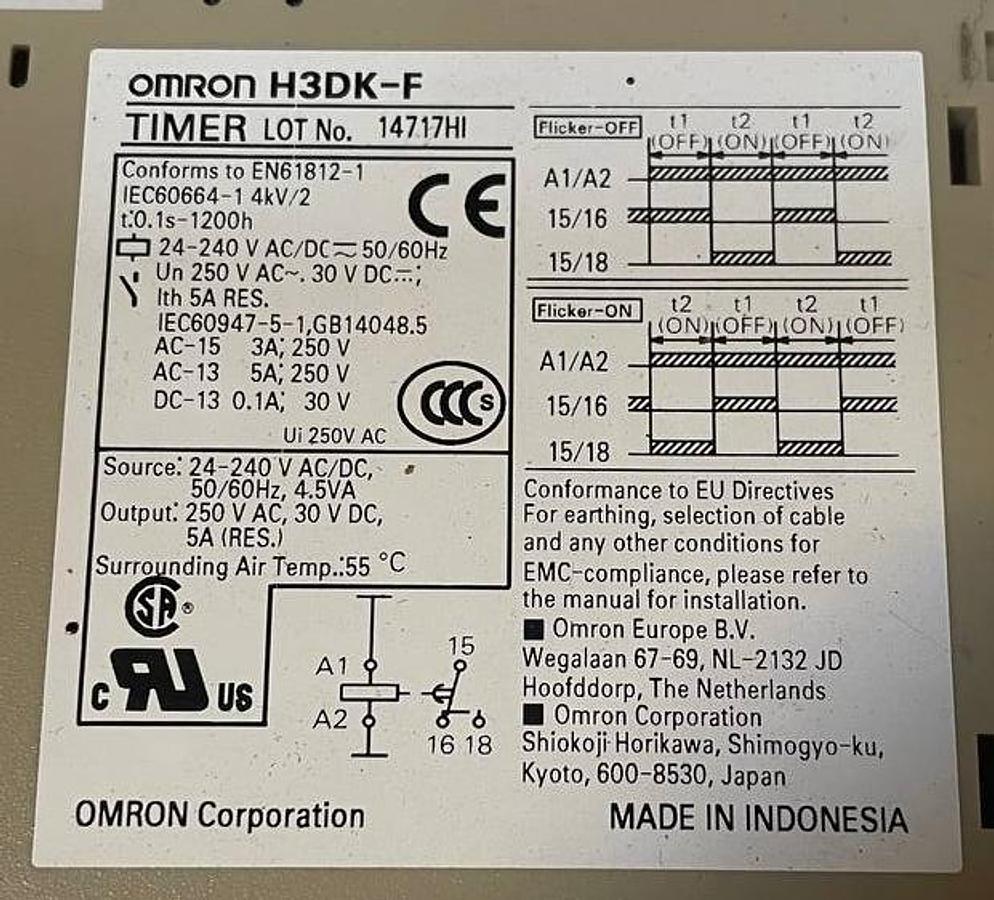 OMRON H3DK-F
TIMER LOT No. 14717HI
Conforms to EN61812-1
IEC60664-1 4kV/2
t:0.1s-1200h
24-240 V AC/DC⎓ 50/60Hz
Un 250 V AC~. 30 V DC⎓;
Ith 5A RES.
IEC60947-5-1,GB14048.5
AC-15 3A; 250 V
AC-13 5A; 250 V
DC-13 0.1A; 30 V
Ui 250V AC
CE
CCC S
Source: 24-240 V AC/DC,
50/60Hz, 4.5VA
Output: 250 V AC, 30 V DC,
5A (RES.)
Surrounding Air Temp.:55 °C
SA ®
C RU US
A1
A2
15
16 18
Flicker-OFF
t1 t2 t1 t2
(OFF) (ON) (OFF) (ON)
A1/A2
15/16
15/18
Flicker-ON
t2 t1 t2 t1
(ON) (OFF) (ON) (OFF)
A1/A2
15/16
15/18
Conformance to EU Directives
For earthing, selection of cable
and any other conditions for
EMC-compliance, please refer to
the manual for installation.
■ Omron Europe B.V.
Wegalaan 67-69, NL-2132 JD
Hoofddorp, The Netherlands
■ Omron Corporation
Shiokoji Horikawa, Shimogyo-ku,
Kyoto, 600-8530, Japan
OMRON Corporation
MADE IN INDONESIA